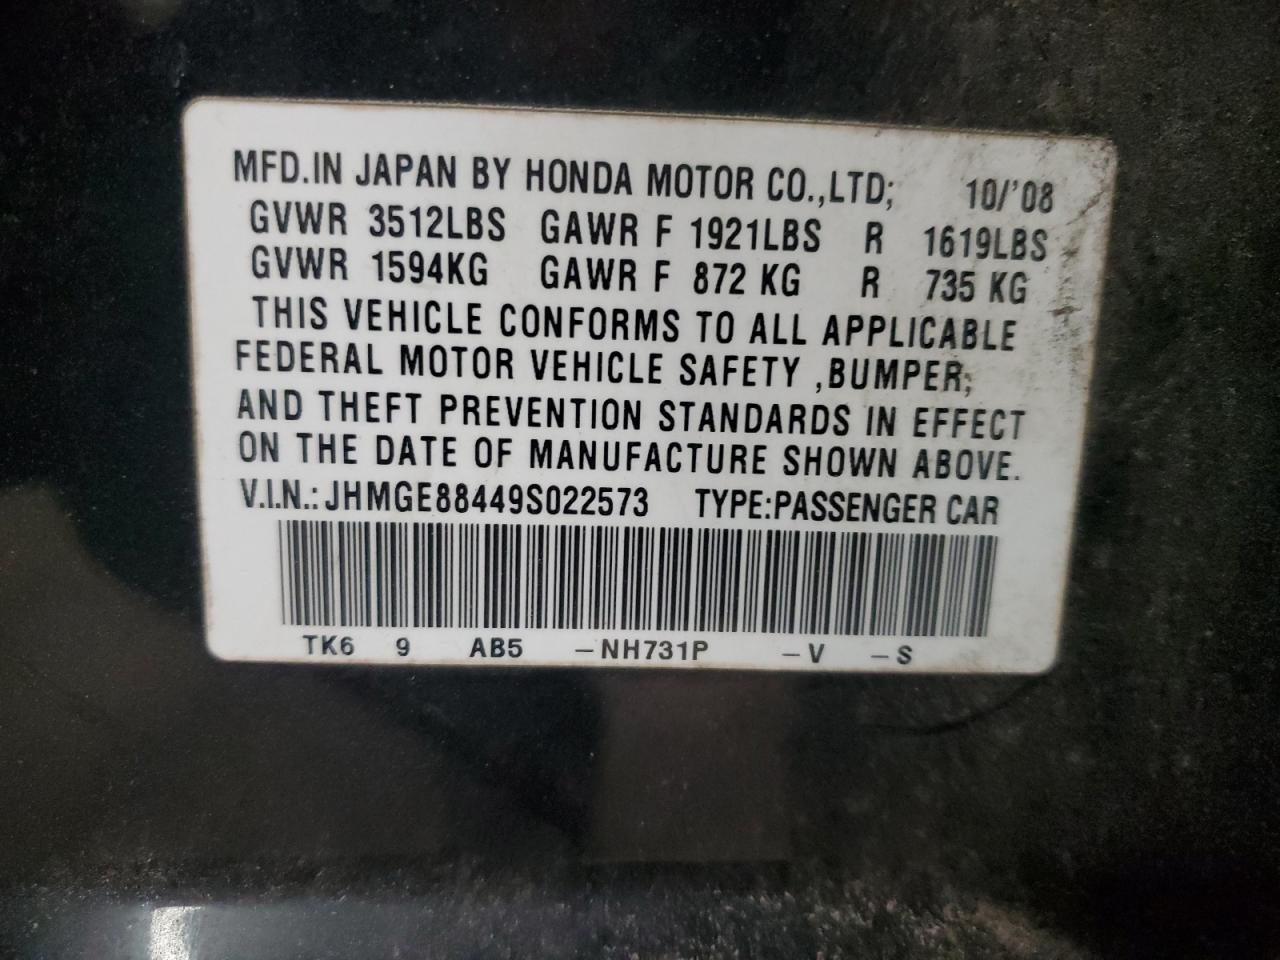 MFD.IN JAPAN BY HONDA MOTOR CO.,LTD; 10/'08
GVWR 3512LBS GAWR F 1921LBS R 1619LBS
GVWR 1594KG GAWR F 872 KG R 735 KG
THIS VEHICLE CONFORMS TO ALL APPLICABLE
FEDERAL MOTOR VEHICLE SAFETY ,BUMPER;
AND THEFT PREVENTION STANDARDS IN EFFECT
ON THE DATE OF MANUFACTURE SHOWN ABOVE.
V.I.N.: JHMGE88449S022573 TYPE:PASSENGER CAR
TK6 9 AB5 –NH731P –V –S